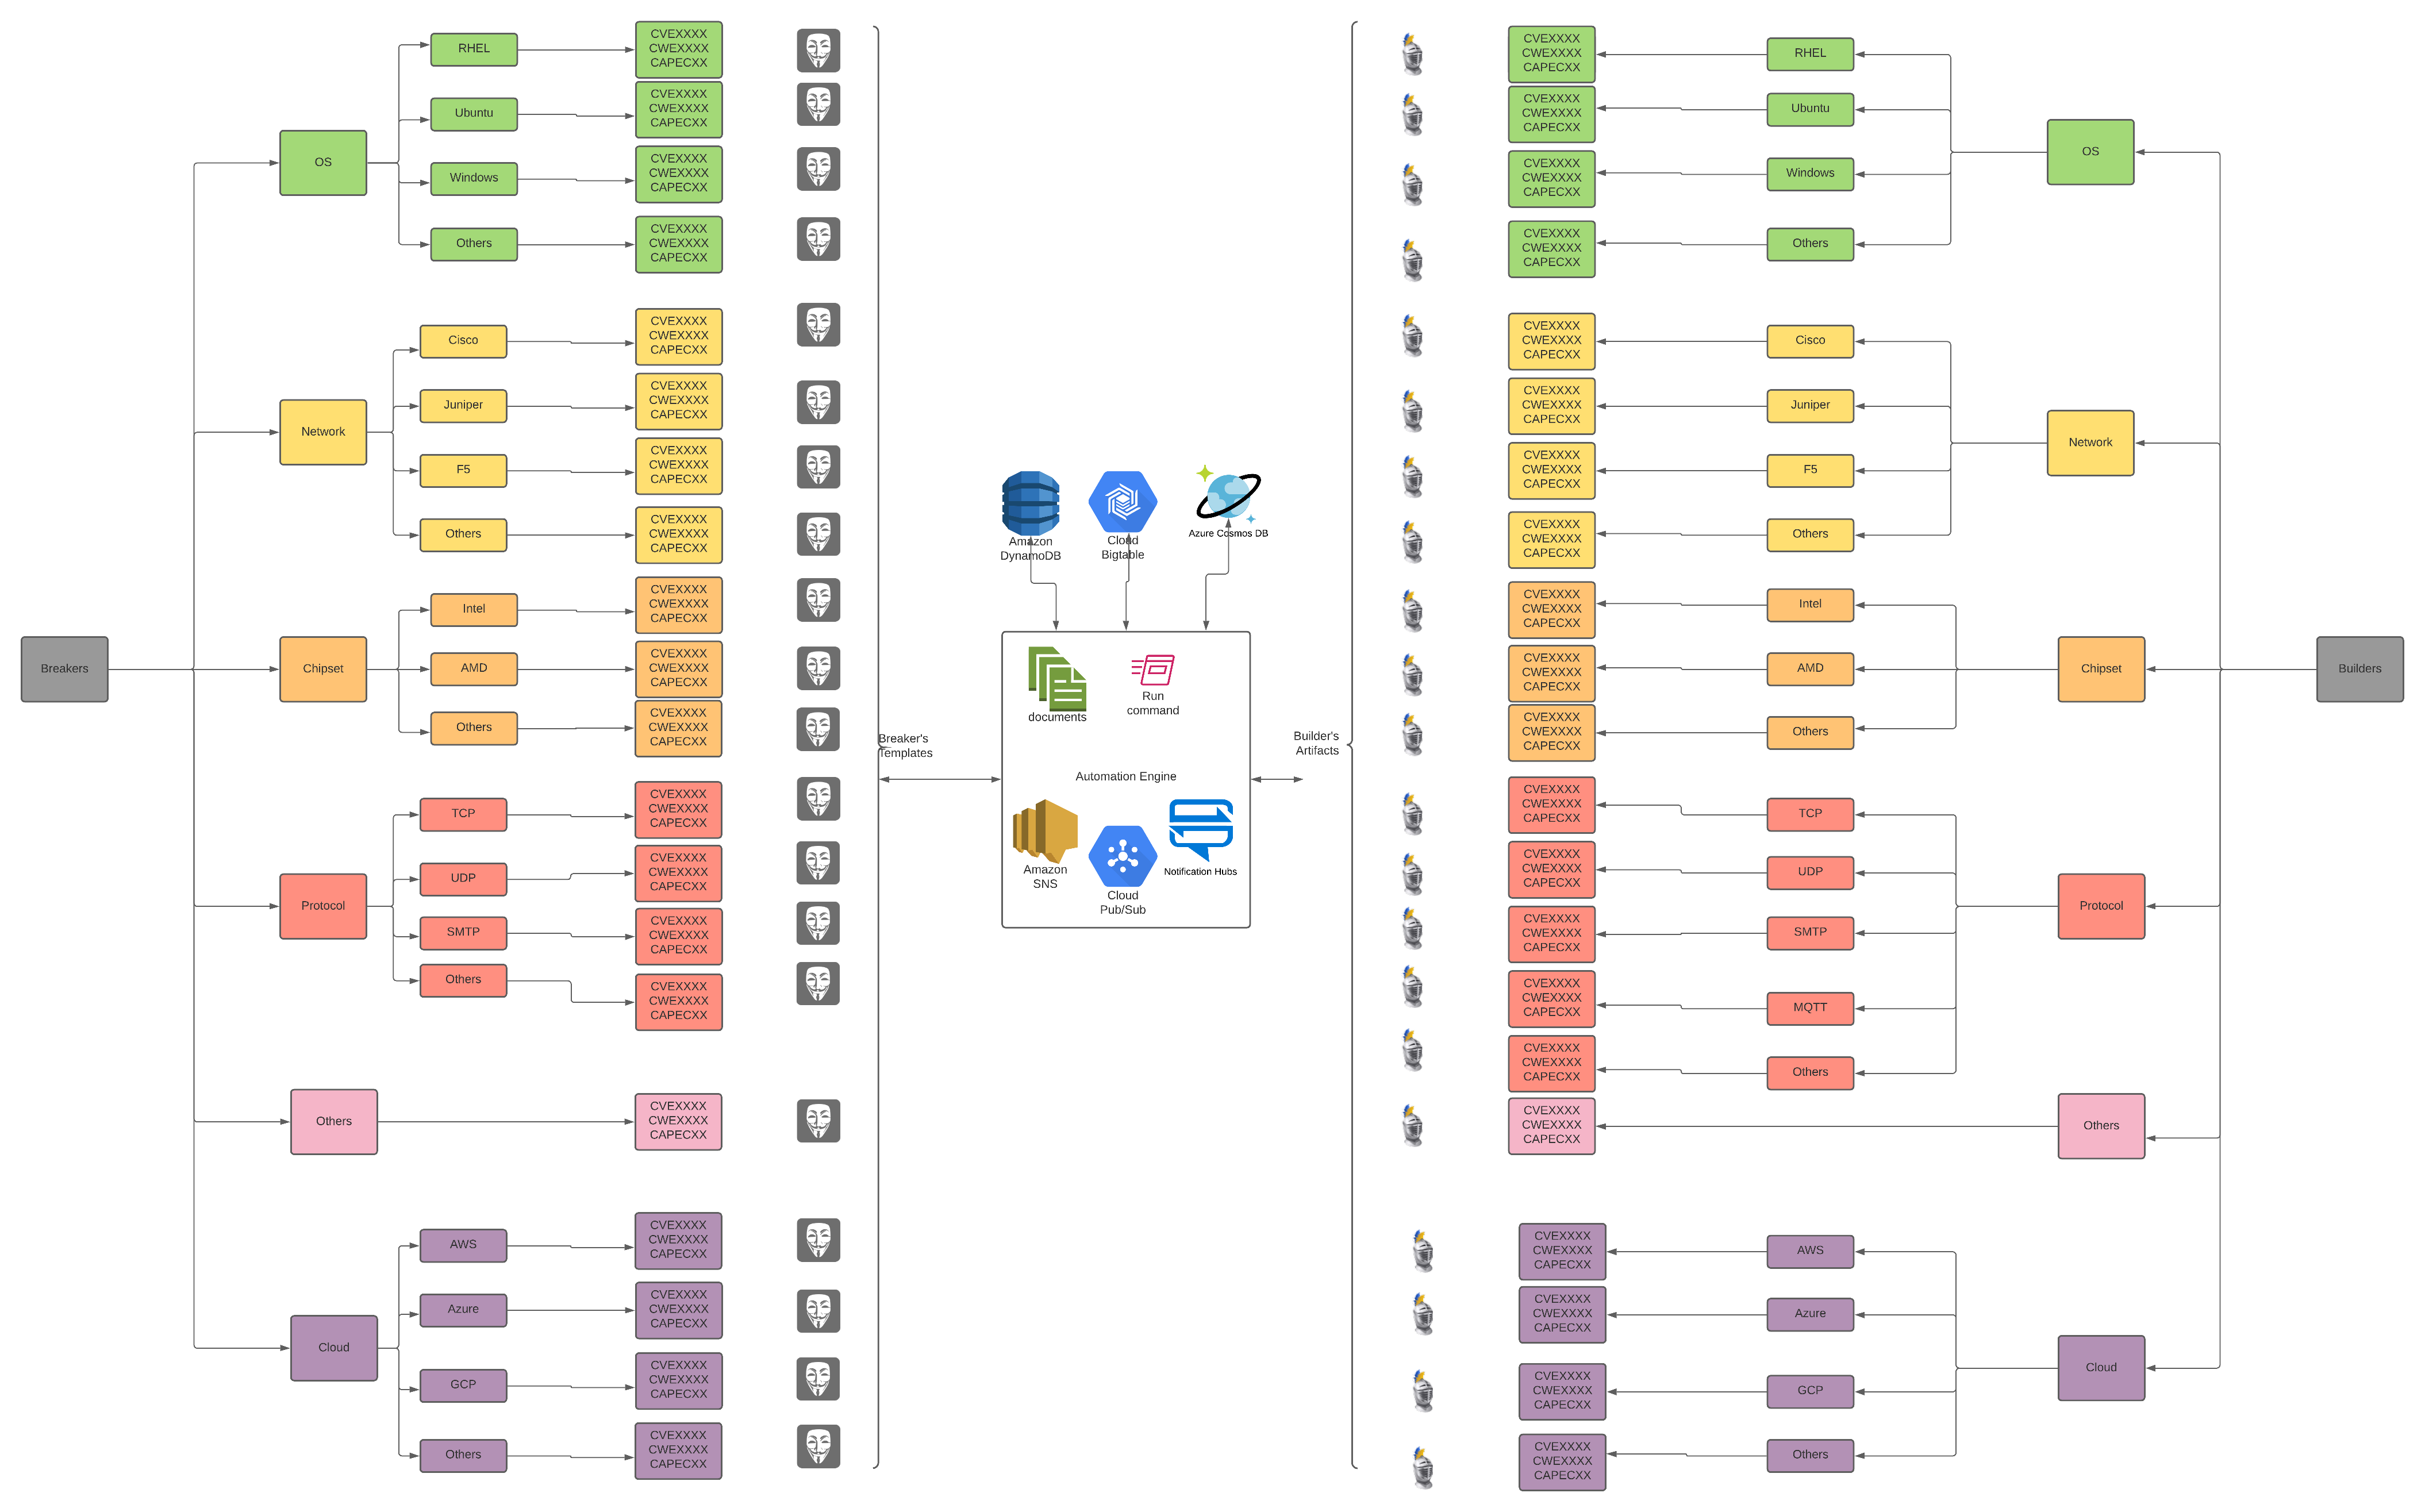 Breakers
OS
RHEL
CVEXXXX
CWEXXXX
CAPECXX
Ubuntu
CVEXXXX
CWEXXXX
CAPECXX
Windows
CVEXXXX
CWEXXXX
CAPECXX
Others
CVEXXXX
CWEXXXX
CAPECXX
Network
Cisco
CVEXXXX
CWEXXXX
CAPECXX
Juniper
CVEXXXX
CWEXXXX
CAPECXX
F5
CVEXXXX
CWEXXXX
CAPECXX
Others
CVEXXXX
CWEXXXX
CAPECXX
Chipset
Intel
CVEXXXX
CWEXXXX
CAPECXX
AMD
CVEXXXX
CWEXXXX
CAPECXX
Others
CVEXXXX
CWEXXXX
CAPECXX
Protocol
TCP
CVEXXXX
CWEXXXX
CAPECXX
UDP
CVEXXXX
CWEXXXX
CAPECXX
SMTP
CVEXXXX
CWEXXXX
CAPECXX
Others
CVEXXXX
CWEXXXX
CAPECXX
Others
CVEXXXX
CWEXXXX
CAPECXX
Cloud
AWS
CVEXXXX
CWEXXXX
CAPECXX
Azure
CVEXXXX
CWEXXXX
CAPECXX
GCP
CVEXXXX
CWEXXXX
CAPECXX
Others
CVEXXXX
CWEXXXX
CAPECXX
Breaker's
Templates
Amazon
DynamoDB
Cloud
Bigtable
Azure Cosmos DB
documents
Run
command
Automation Engine
Amazon
SNS
Cloud
Pub/Sub
Notification Hubs
Builder's
Artifacts
CVEXXXX
CWEXXXX
CAPECXX
RHEL
CVEXXXX
CWEXXXX
CAPECXX
Ubuntu
CVEXXXX
CWEXXXX
CAPECXX
Windows
CVEXXXX
CWEXXXX
CAPECXX
Others
OS
CVEXXXX
CWEXXXX
CAPECXX
Cisco
CVEXXXX
CWEXXXX
CAPECXX
Juniper
CVEXXXX
CWEXXXX
CAPECXX
F5
CVEXXXX
CWEXXXX
CAPECXX
Others
Network
CVEXXXX
CWEXXXX
CAPECXX
Intel
CVEXXXX
CWEXXXX
CAPECXX
AMD
CVEXXXX
CWEXXXX
CAPECXX
Others
Chipset
CVEXXXX
CWEXXXX
CAPECXX
TCP
CVEXXXX
CWEXXXX
CAPECXX
UDP
CVEXXXX
CWEXXXX
CAPECXX
SMTP
CVEXXXX
CWEXXXX
CAPECXX
MQTT
CVEXXXX
CWEXXXX
CAPECXX
Others
Protocol
CVEXXXX
CWEXXXX
CAPECXX
Others
CVEXXXX
CWEXXXX
CAPECXX
AWS
CVEXXXX
CWEXXXX
CAPECXX
Azure
CVEXXXX
CWEXXXX
CAPECXX
GCP
CVEXXXX
CWEXXXX
CAPECXX
Others
Cloud
Builders